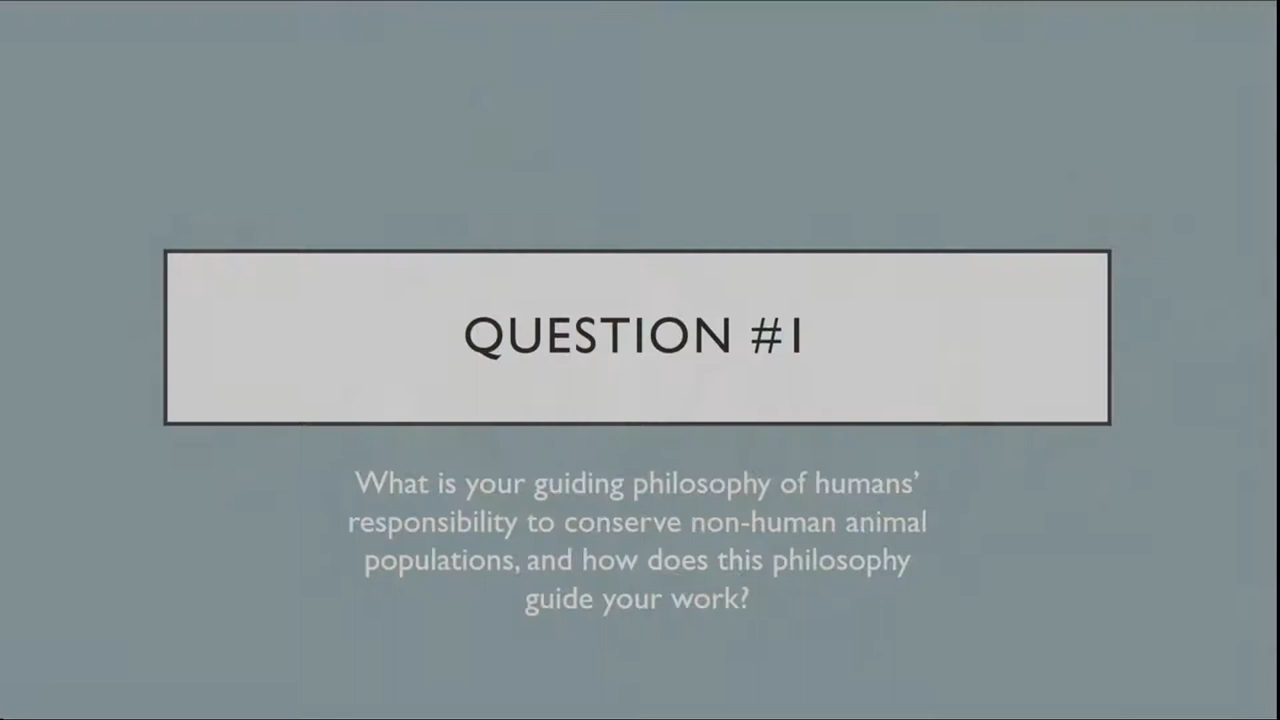 QUESTION #1
What is your guiding philosophy of humans’
responsibility to conserve non-human animal
populations, and how does this philosophy
guide your work?